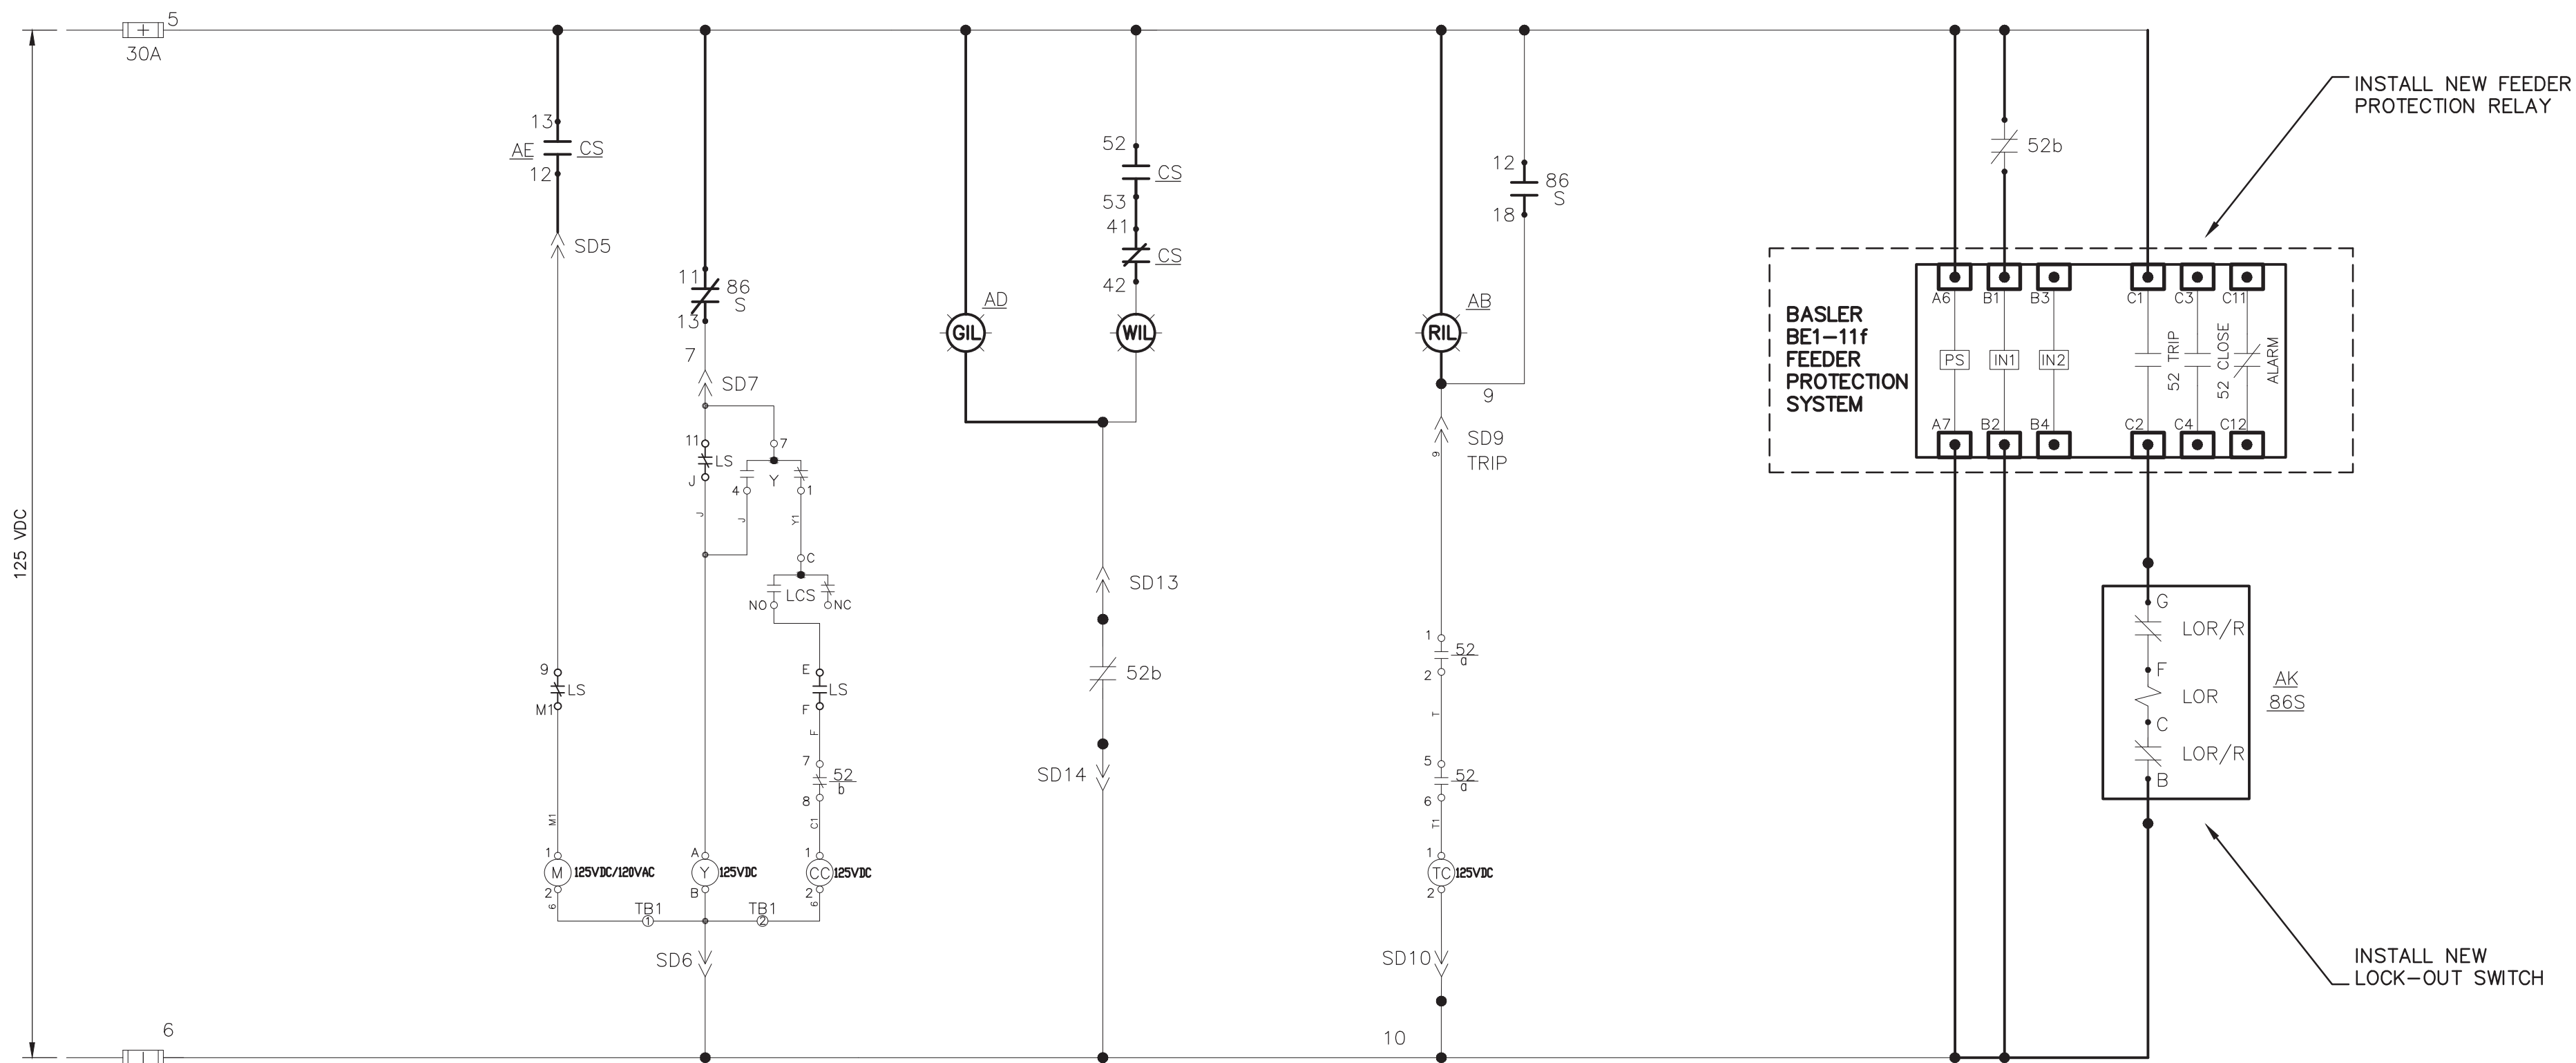 5
30A
125 VDC
6
13
AE
CS
12
SD5
9
LS
M1
M1
1
M
125VDC/120VAC
2
6
TB1
1
11
86
S
13
7
SD7
11
LS
J
J
7
4
Y
1
J
Y1
C
NO
LCS
NC
E
LS
F
F
7
52
b
8
C1
A
Y
125VDC
B
1
CC
125VDC
2
6
TB1
2
SD6
AD
GIL
52
CS
53
41
CS
42
WIL
SD13
52b
SD14
AB
RIL
12
86
S
18
9
SD9
TRIP
9
1
52
a
2
T
5
52
a
6
T1
1
TC
125VDC
2
SD10
10
52b
INSTALL NEW FEEDER
PROTECTION RELAY
BASLER
BE1-11f
FEEDER
PROTECTION
SYSTEM
A6
B1
B3
C1
C3
C11
PS
IN1
IN2
52 TRIP
52 CLOSE
ALARM
A7
B2
B4
C2
C4
C12
G
LOR/R
F
LOR
C
LOR/R
B
AK
86S
INSTALL NEW
LOCK-OUT SWITCH